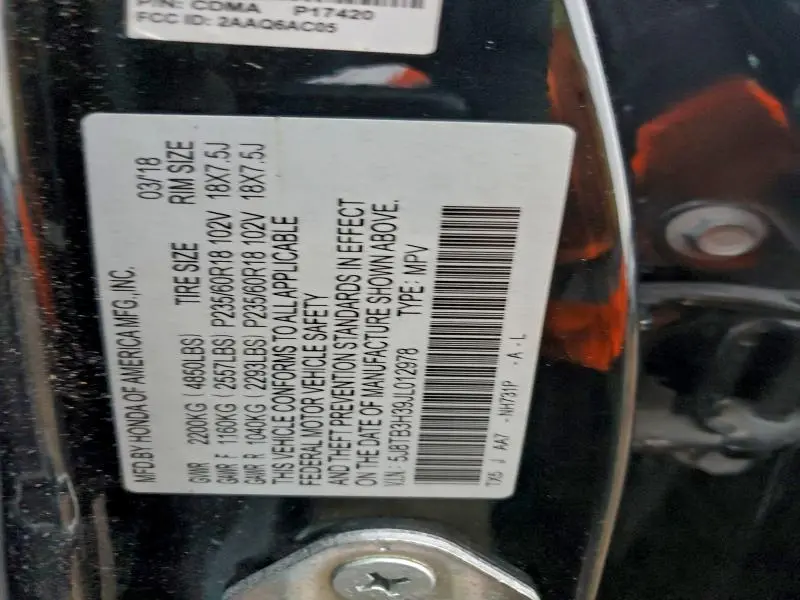 P/N: CDMA P17420
FCC ID: 2AAQ6AC05
MFD. BY HONDA OF AMERICA MFG., INC. 03/18
TIRE SIZE RIM SIZE
GVWR 2200KG (4850LBS)
GAWR F 1160KG (2557LBS) P235/60R18 102V 18X7.5J
GAWR R 1040KG (2293LBS) P235/60R18 102V 18X7.5J
THIS VEHICLE CONFORMS TO ALL APPLICABLE
FEDERAL MOTOR VEHICLE SAFETY
AND THEFT PREVENTION STANDARDS IN EFFECT
ON THE DATE OF MANUFACTURE SHOWN ABOVE.
V.I.N.: 5J8TB3H39JL012978 TYPE: MPV
TX5 J AA7 - NH731P - A - L